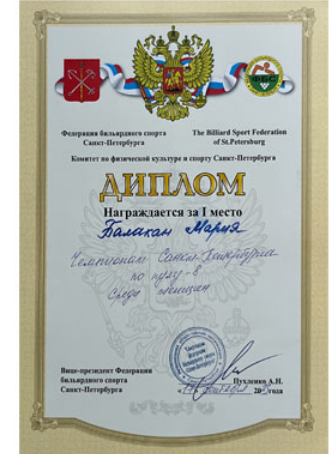 ФБС
Федерация бильярдного спорта
Санкт-Петербурга
The Billiard Sport Federation
of St.Petersburg
Комитет по физической культуре и спорту Санкт-Петербурга
ДИПЛОМ
Награждается за I место
Балакан Мария
Чемпионат Санкт-Петербурга
по пулу-8
Среди женщин
Вице-президент Федерации
бильярдного спорта
Санкт-Петербурга
Пухленко А.Н.
года